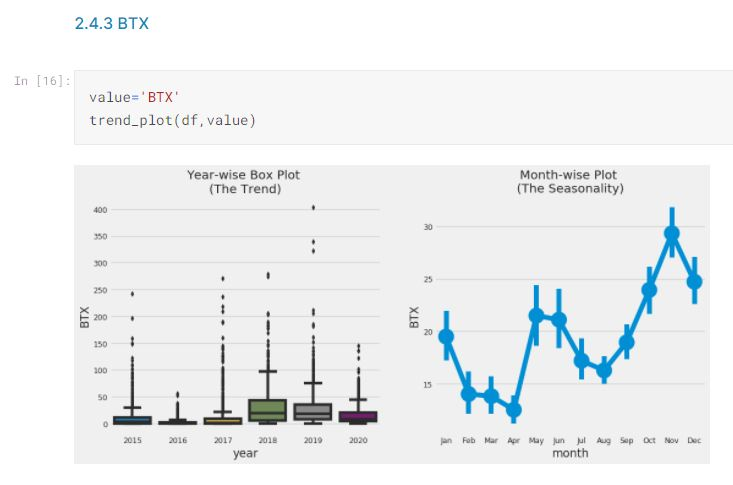 2.4.3 BTX
In [16]:
value='BTX'
trend_plot(df,value)
Year-wise Box Plot
(The Trend)
400
350
300
250
200
150
100
50
0
BTX
2015 2016 2017 2018 2019 2020
year
Month-wise Plot
(The Seasonality)
30
25
20
15
BTX
Jan Feb Mar Apr May Jun Jul Aug Sep Oct Nov Dec
month